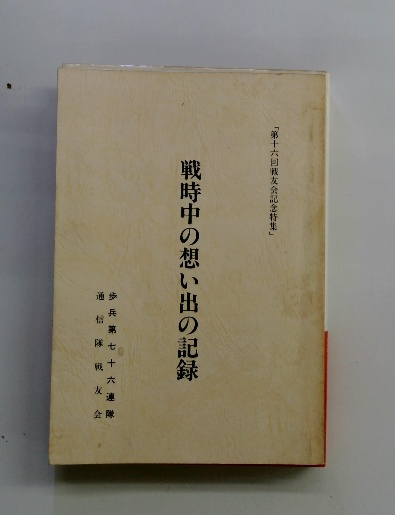 「第十六回戦友会記念特集」
戦時中の想い出の記録
歩兵第七十六連隊
通信隊戦友会